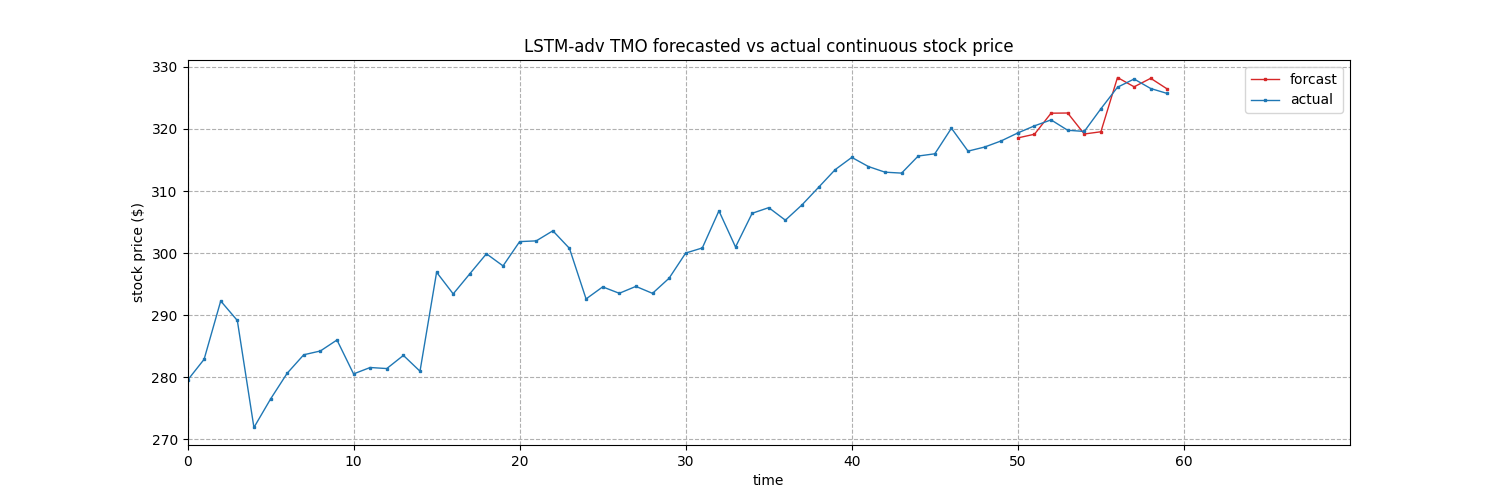 LSTM-adv TMO forecasted vs actual continuous stock price
330
320
310
300
290
280
270
stock price ($)
forcast
actual
0 10 20 30 40 50 60
time